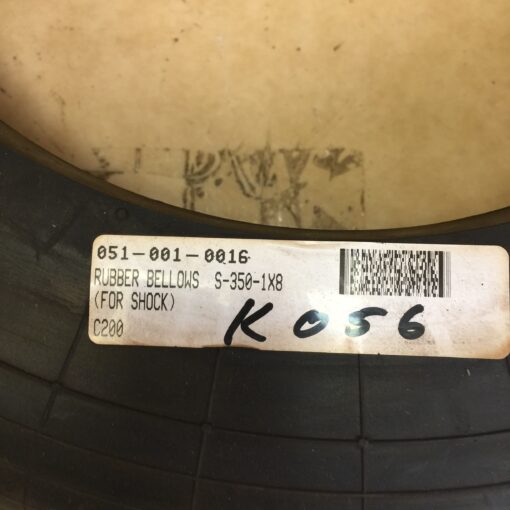 051-001-0016
RUBBER BELLOWS S-350-1X8
(FOR SHOCK)
C200
K056